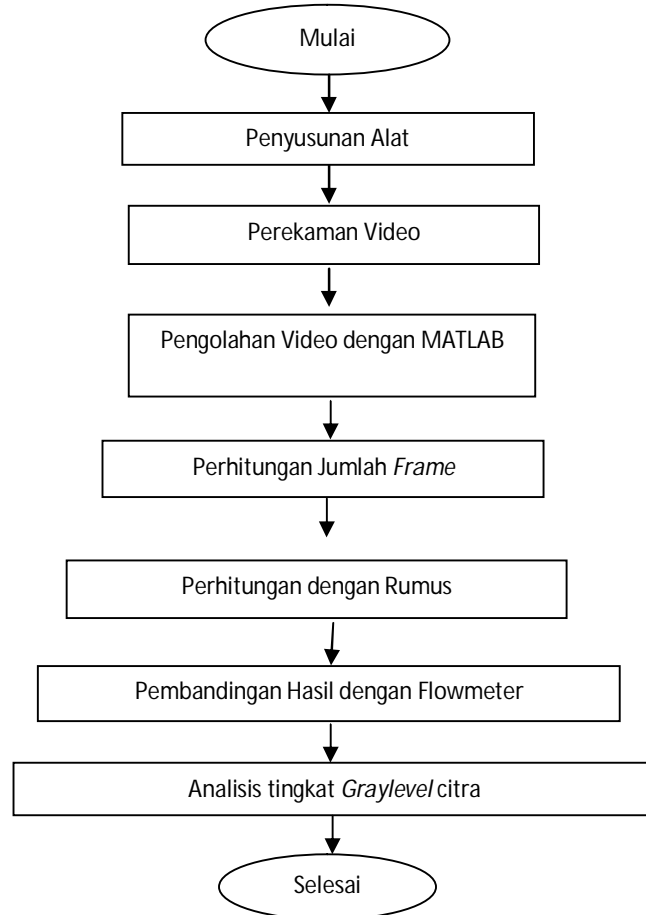 Mulai
Penyusunan Alat
Perekaman Video
Pengolahan Video dengan MATLAB
Perhitungan Jumlah Frame
Perhitungan dengan Rumus
Pembandingan Hasil dengan Flowmeter
Analisis tingkat Graylevel citra
Selesai